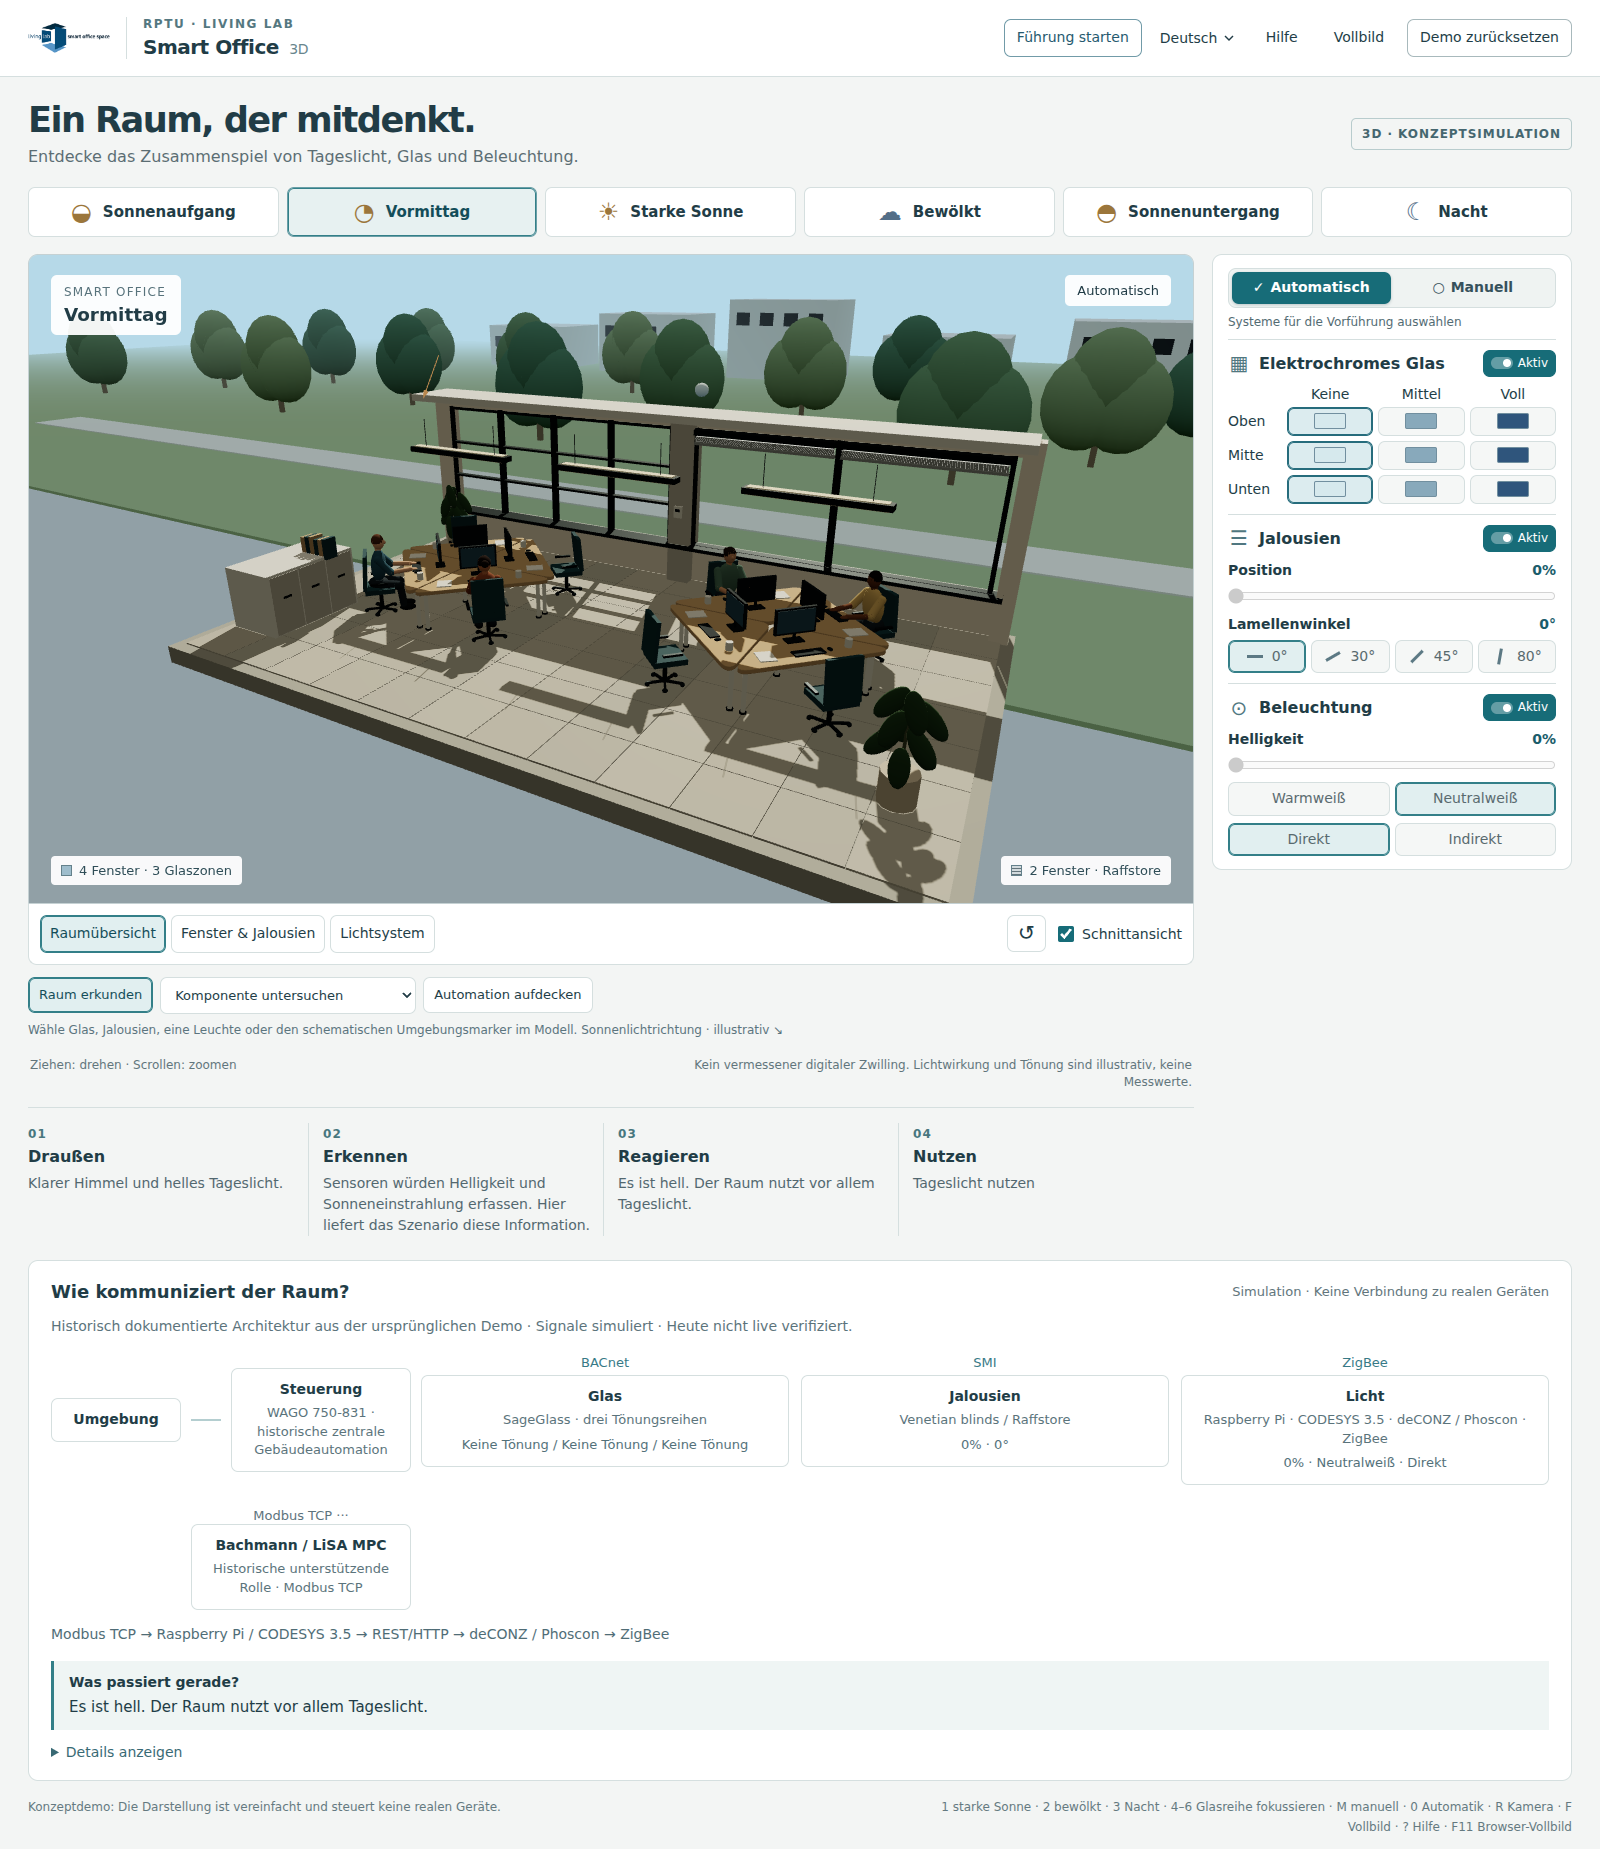 living lab smart office space
RPTU · LIVING LAB
Smart Office 3D
Führung starten
Deutsch
Hilfe
Vollbild
Demo zurücksetzen
Ein Raum, der mitdenkt.
Entdecke das Zusammenspiel von Tageslicht, Glas und Beleuchtung.
3D · KONZEPTSIMULATION
Sonnenaufgang
Vormittag
Starke Sonne
Bewölkt
Sonnenuntergang
Nacht
SMART OFFICE
Vormittag
Automatisch
4 Fenster · 3 Glaszonen
2 Fenster · Raffstore
✓ Automatisch
○ Manuell
Systeme für die Vorführung auswählen
Elektrochromes Glas
Aktiv
Keine Mittel Voll
Oben
Mitte
Unten
Jalousien
Aktiv
Position 0%
Lamellenwinkel 0°
0° 30° 45° 80°
Beleuchtung
Aktiv
Helligkeit 0%
Warmweiß
Neutralweiß
Direkt
Indirekt
Raumübersicht
Fenster & Jalousien
Lichtsystem
↺
Schnittansicht
Raum erkunden
Komponente untersuchen
Automation aufdecken
Wähle Glas, Jalousien, eine Leuchte oder den schematischen Umgebungsmarker im Modell. Sonnenlichtrichtung · illustrativ ↘
Ziehen: drehen · Scrollen: zoomen
Kein vermessener digitaler Zwilling. Lichtwirkung und Tönung sind illustrativ, keine
Messwerte.
01
Draußen
Klarer Himmel und helles Tageslicht.
02
Erkennen
Sensoren würden Helligkeit und
Sonneneinstrahlung erfassen. Hier
liefert das Szenario diese Information.
03
Reagieren
Es ist hell. Der Raum nutzt vor allem
Tageslicht.
04
Nutzen
Tageslicht nutzen
Wie kommuniziert der Raum?
Simulation · Keine Verbindung zu realen Geräten
Historisch dokumentierte Architektur aus der ursprünglichen Demo · Signale simuliert · Heute nicht live verifiziert.
Umgebung
Steuerung
WAGO 750-831 ·
historische zentrale
Gebäudeautomation
BACnet
Glas
SageGlass · drei Tönungsreihen
Keine Tönung / Keine Tönung / Keine Tönung
SMI
Jalousien
Venetian blinds / Raffstore
0% · 0°
ZigBee
Licht
Raspberry Pi · CODESYS 3.5 · deCONZ / Phoscon ·
ZigBee
0% · Neutralweiß · Direkt
Modbus TCP ···
Bachmann / LiSA MPC
Historische unterstützende
Rolle · Modbus TCP
Modbus TCP → Raspberry Pi / CODESYS 3.5 → REST/HTTP → deCONZ / Phoscon → ZigBee
Was passiert gerade?
Es ist hell. Der Raum nutzt vor allem Tageslicht.
Details anzeigen
Konzeptdemo: Die Darstellung ist vereinfacht und steuert keine realen Geräte.
1 starke Sonne · 2 bewölkt · 3 Nacht · 4–6 Glasreihe fokussieren · M manuell · 0 Automatik · R Kamera · F
Vollbild · ? Hilfe · F11 Browser-Vollbild